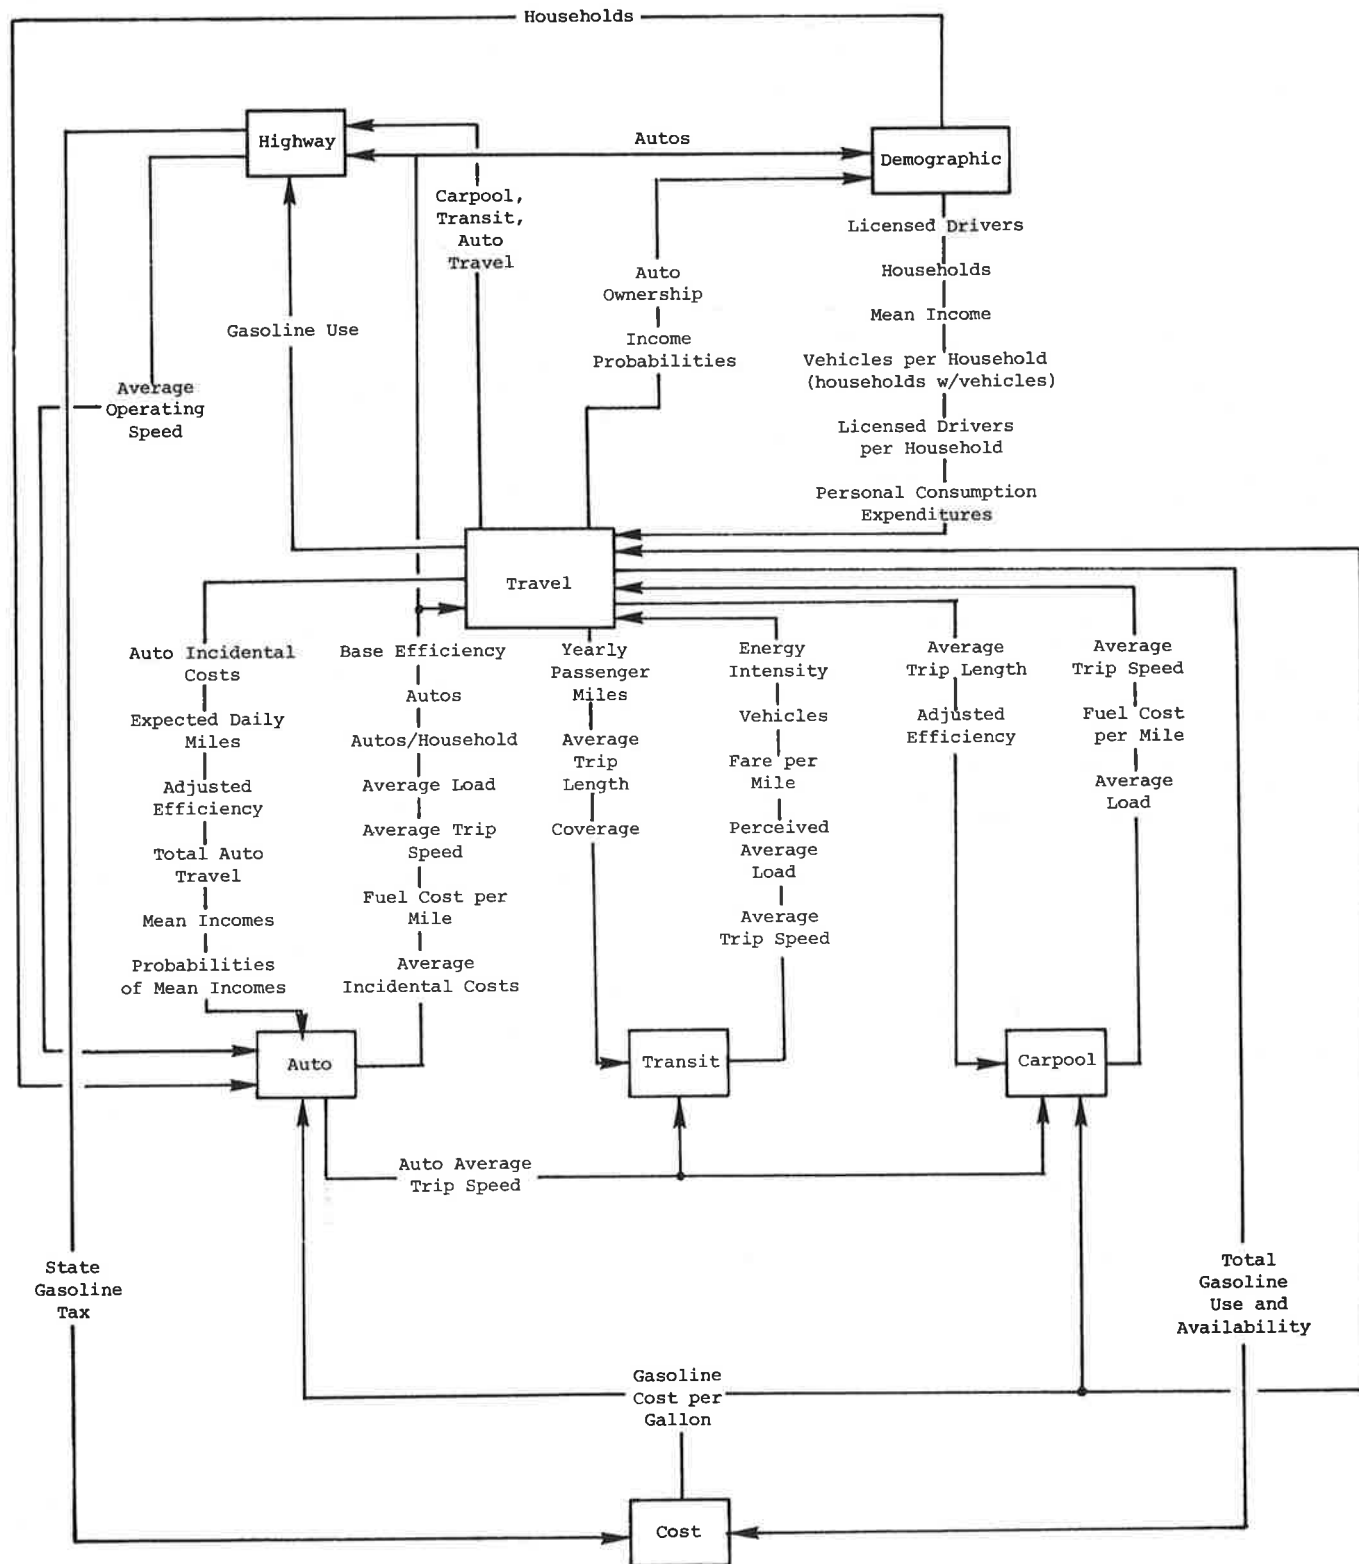 Households
Highway
Autos
Demographic
Carpool,
Transit,
Auto
Travel
Licensed Drivers
Households
Mean Income
Vehicles per Household
(households w/vehicles)
Licensed Drivers
per Household
Personal Consumption
Expenditures
Auto
Ownership
Income
Probabilities
Gasoline Use
Average
Operating
Speed
Travel
Auto Incidental
Costs
Expected Daily
Miles
Adjusted
Efficiency
Total Auto
Travel
Mean Incomes
Probabilities
of Mean Incomes
Base Efficiency
Autos
Autos/Household
Average Load
Average Trip
Speed
Fuel Cost per
Mile
Average
Incidental Costs
Yearly
Passenger
Miles
Average
Trip
Length
Coverage
Energy
Intensity
Vehicles
Fare per
Mile
Perceived
Average
Load
Average
Trip Speed
Average
Trip Length
Adjusted
Efficiency
Average
Trip Speed
Fuel Cost
per Mile
Average
Load
Auto
Transit
Carpool
Auto Average
Trip Speed
State
Gasoline
Tax
Total
Gasoline
Use and
Availability
Gasoline
Cost per
Gallon
Cost